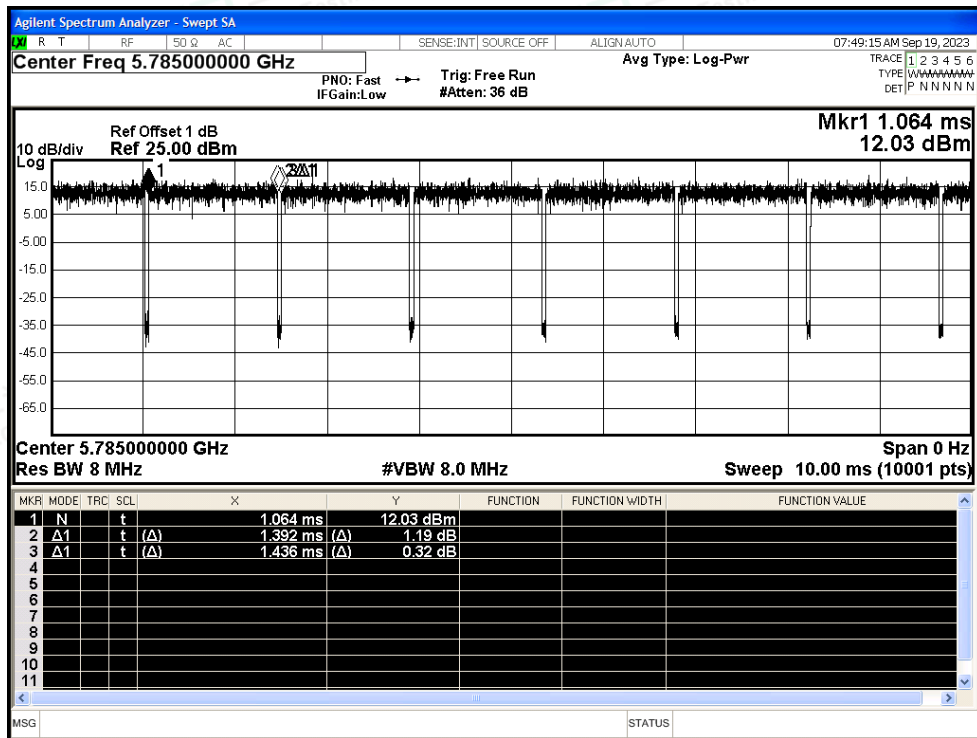 Agilent Spectrum Analyzer - Swept SA
LXI R T RF 50 Ω AC SENSE:INT SOURCE OFF ALIGN AUTO 07:49:15 AM Sep 19, 2023
Center Freq 5.785000000 GHz Avg Type: Log-Pwr TRACE 1 2 3 4 5 6
PNO: Fast Trig: Free Run TYPE
IFGain:Low #Atten: 36 dB DET P N N N N N
Mkr1 1.064 ms
Ref Offset 1 dB
10 dB/div Ref 25.00 dBm 12.03 dBm
Log
1
15.0
5.00
-5.00
-15.0
-25.0
-35.0
-45.0
-55.0
-65.0
Center 5.785000000 GHz Span 0 Hz
Res BW 8 MHz #VBW 8.0 MHz Sweep 10.00 ms (10001 pts)
MKR MODE TRC SCL X Y FUNCTION FUNCTION WIDTH FUNCTION VALUE
1 N t 1.064 ms 12.03 dBm
2 Δ1 t (Δ) 1.392 ms (Δ) 1.19 dB
3 Δ1 t (Δ) 1.436 ms (Δ) 0.32 dB
4
5
6
7
8
9
10
11
MSG STATUS